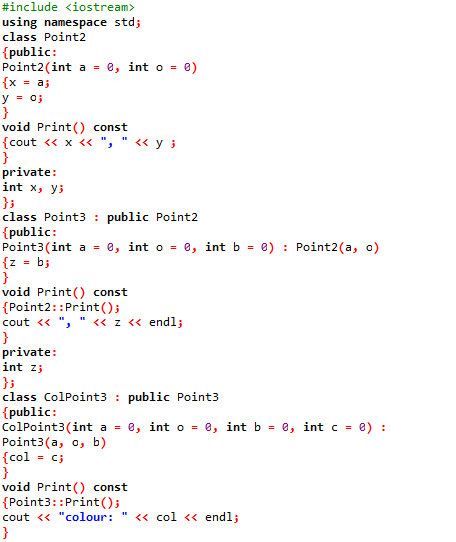 #include <iostream>
using namespace std;
class Point2
{public:
Point2(int a = 0, int o = 0)
{x = a;
y = o;
}
void Print() const
{cout << x << ", " << y ;
}
private:
int x, y;
};
class Point3 : public Point2
{public:
Point3(int a = 0, int o = 0, int b = 0) : Point2(a, o)
{z = b;
}
void Print() const
{Point2::Print();
cout << ", " << z << endl;
}
private:
int z;
};
class ColPoint3 : public Point3
{public:
ColPoint3(int a = 0, int o = 0, int b = 0, int c = 0) :
Point3(a, o, b)
{col = c;
}
void Print() const
{Point3::Print();
cout << "colour: " << col << endl;
}